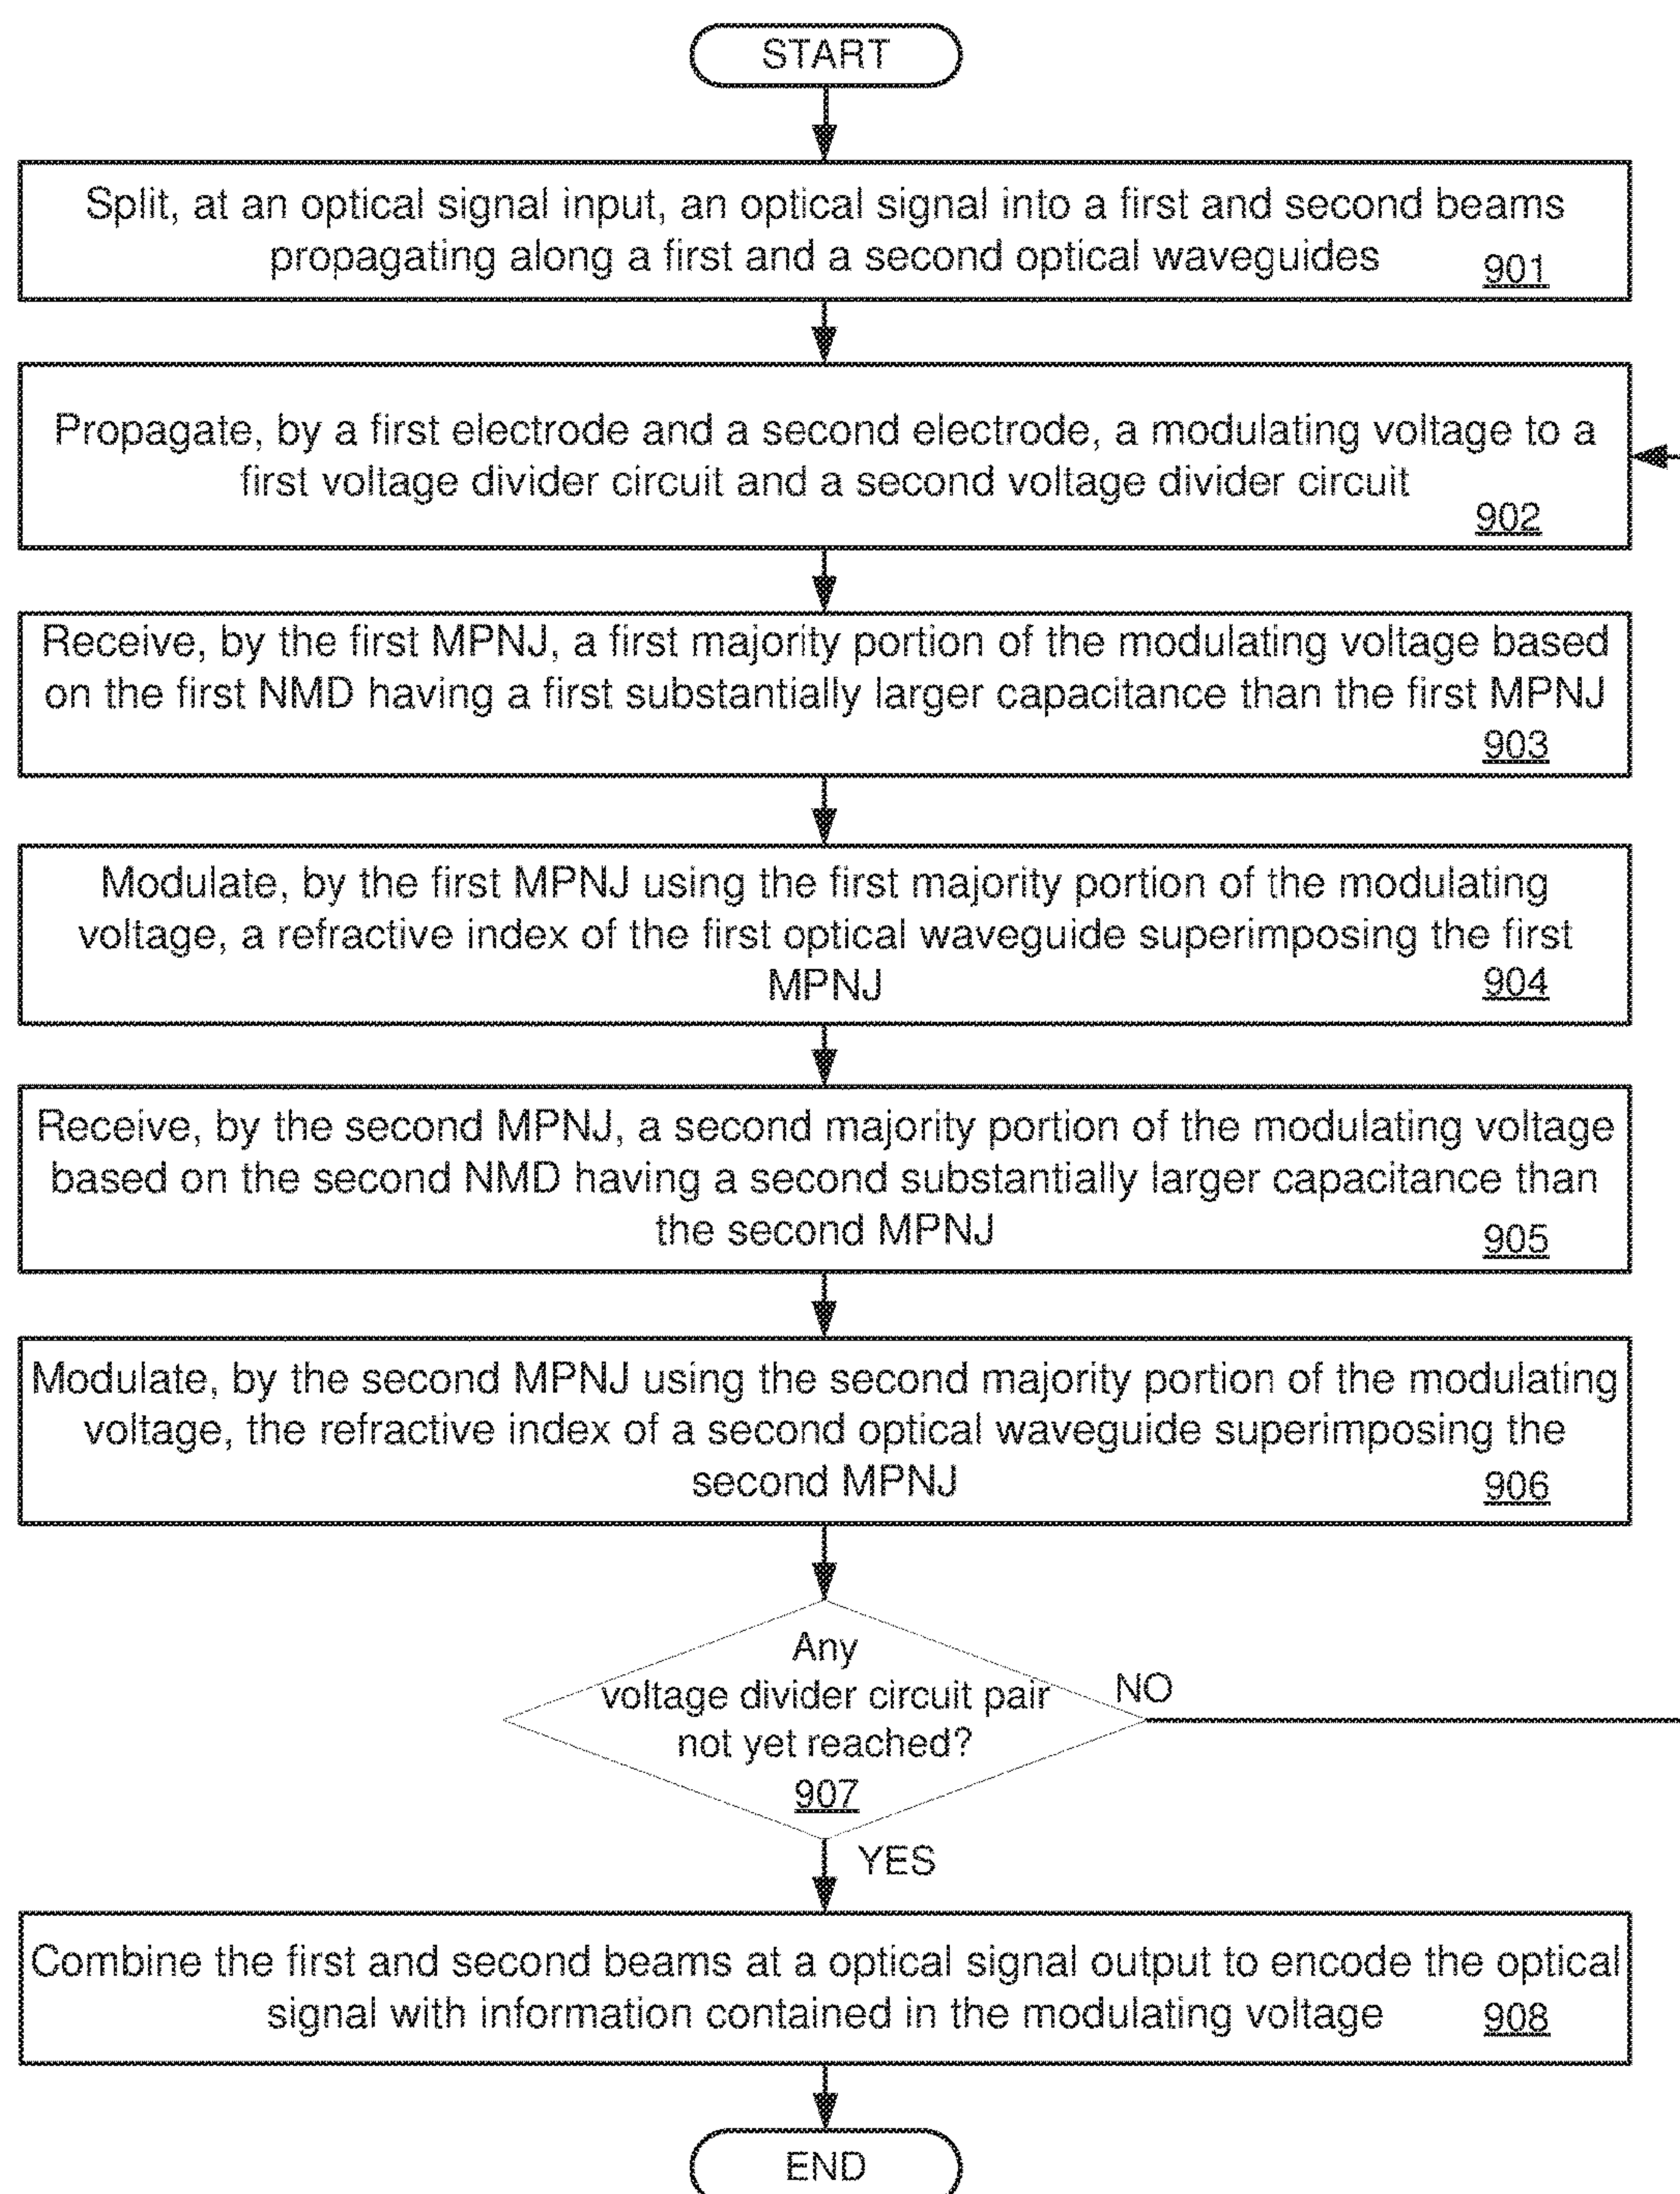 START
Split, at an optical signal input, an optical signal into a first and second beams
propagating along a first and a second optical waveguides 901
Propagate, by a first electrode and a second electrode, a modulating voltage to a
first voltage divider circuit and a second voltage divider circuit
902
Receive, by the first MPNJ, a first majority portion of the modulating voltage based
on the first NMD having a first substantially larger capacitance than the first MPNJ
903
Modulate, by the first MPNJ using the first majority portion of the modulating
voltage, a refractive index of the first optical waveguide superimposing the first
MPNJ 904
Receive, by the second MPNJ, a second majority portion of the modulating voltage
based on the second NMD having a second substantially larger capacitance than
the second MPNJ 905
Modulate, by the second MPNJ using the second majority portion of the modulating
voltage, the refractive index of a second optical waveguide superimposing the
second MPNJ 906
Any
voltage divider circuit pair
not yet reached?
907
NO
YES
Combine the first and second beams at a optical signal output to encode the optical
signal with information contained in the modulating voltage 908
END